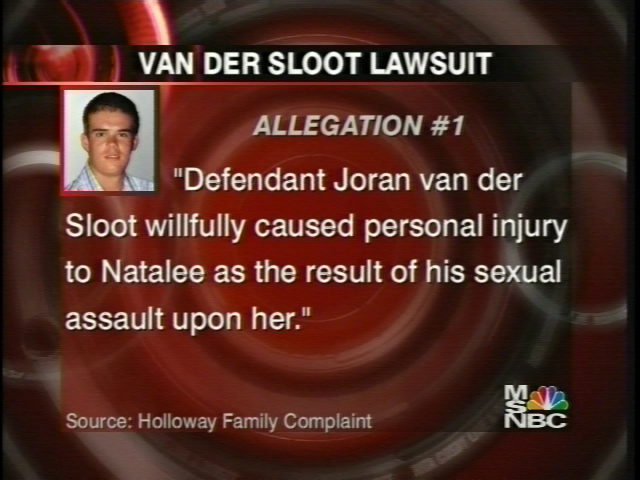 VAN DER SLOOT LAWSUIT
ALLEGATION #1
"Defendant Joran van der
Sloot willfully caused personal injury
to Natalee as the result of his sexual
assault upon her."
Source: Holloway Family Complaint
MSNBC